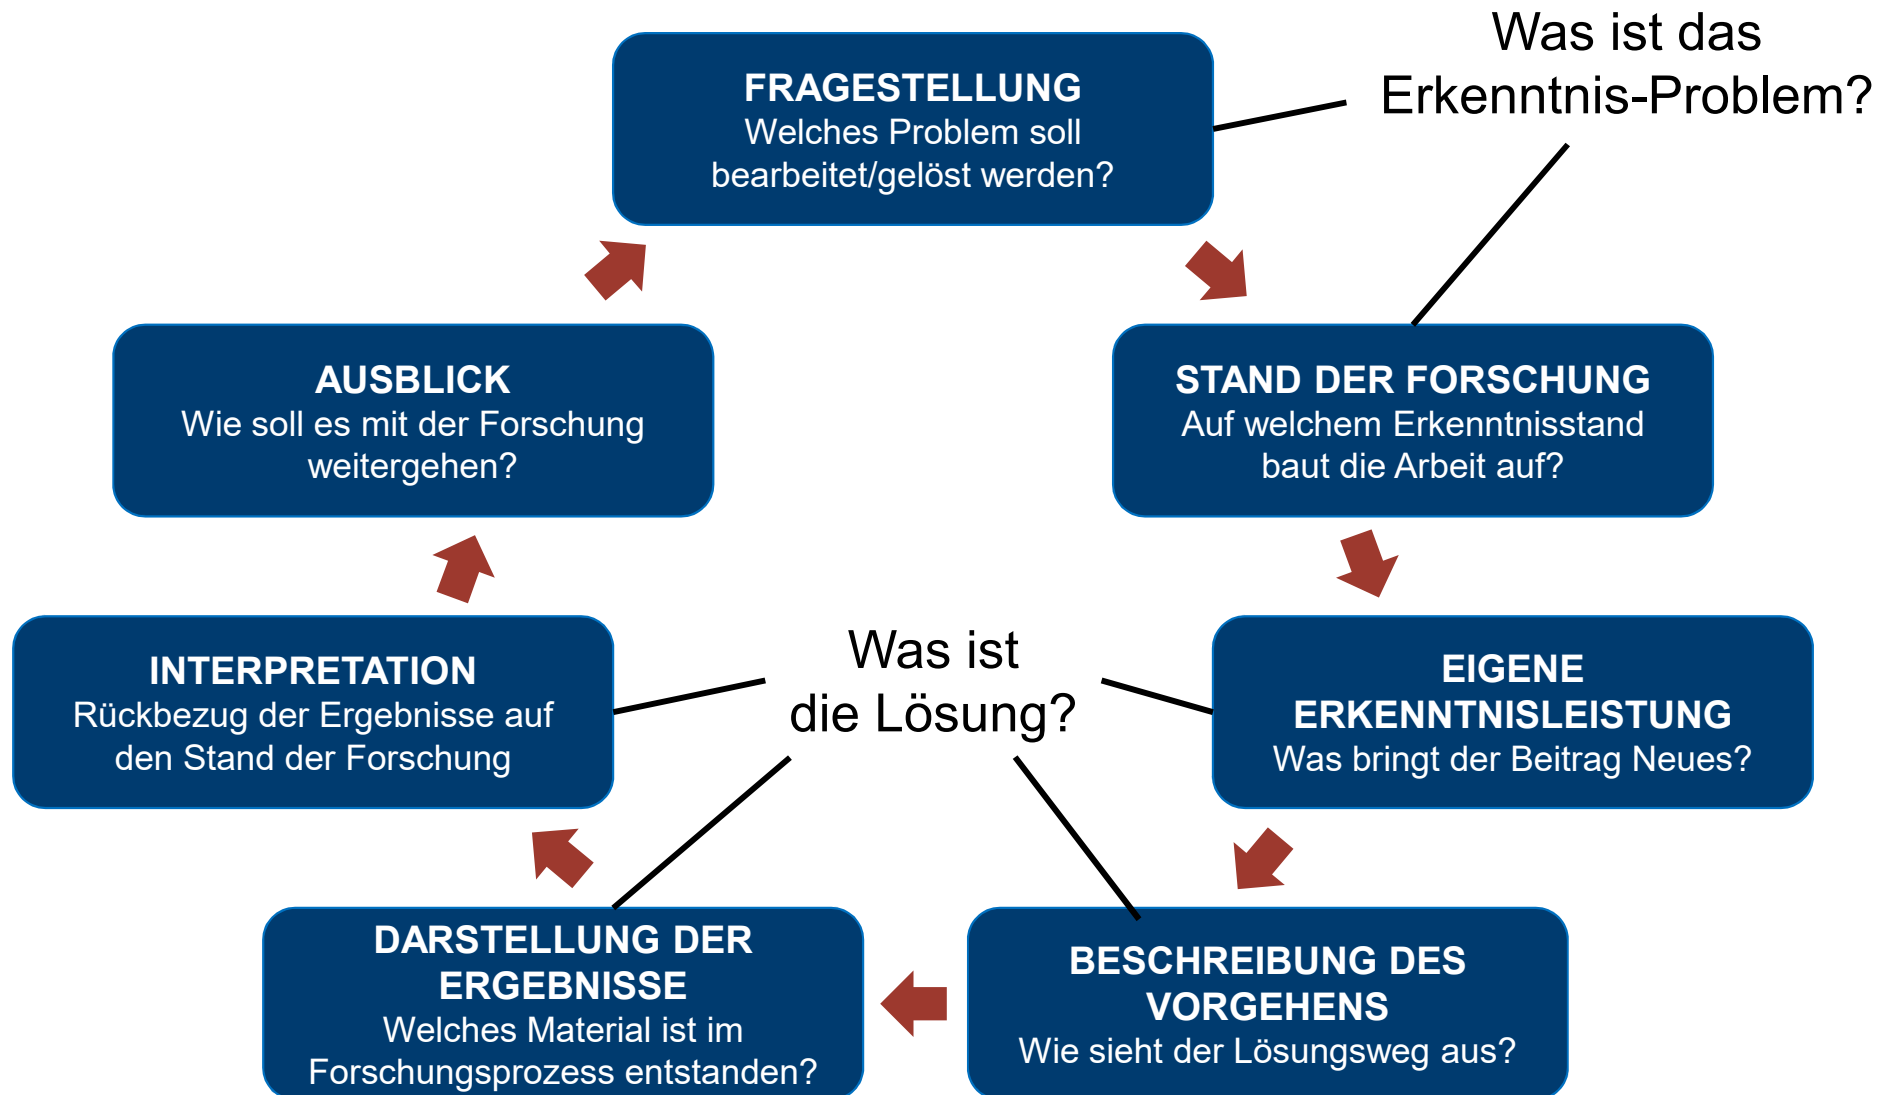 Was ist das
Erkenntnis-Problem?
FRAGESTELLUNG
Welches Problem soll
bearbeitet/gelöst werden?
STAND DER FORSCHUNG
Auf welchem Erkenntnisstand
baut die Arbeit auf?
EIGENE
ERKENNTNISLEISTUNG
Was bringt der Beitrag Neues?
BESCHREIBUNG DES
VORGEHENS
Wie sieht der Lösungsweg aus?
DARSTELLUNG DER
ERGEBNISSE
Welches Material ist im
Forschungsprozess entstanden?
INTERPRETATION
Rückbezug der Ergebnisse auf
den Stand der Forschung
AUSBLICK
Wie soll es mit der Forschung
weitergehen?
Was ist
die Lösung?